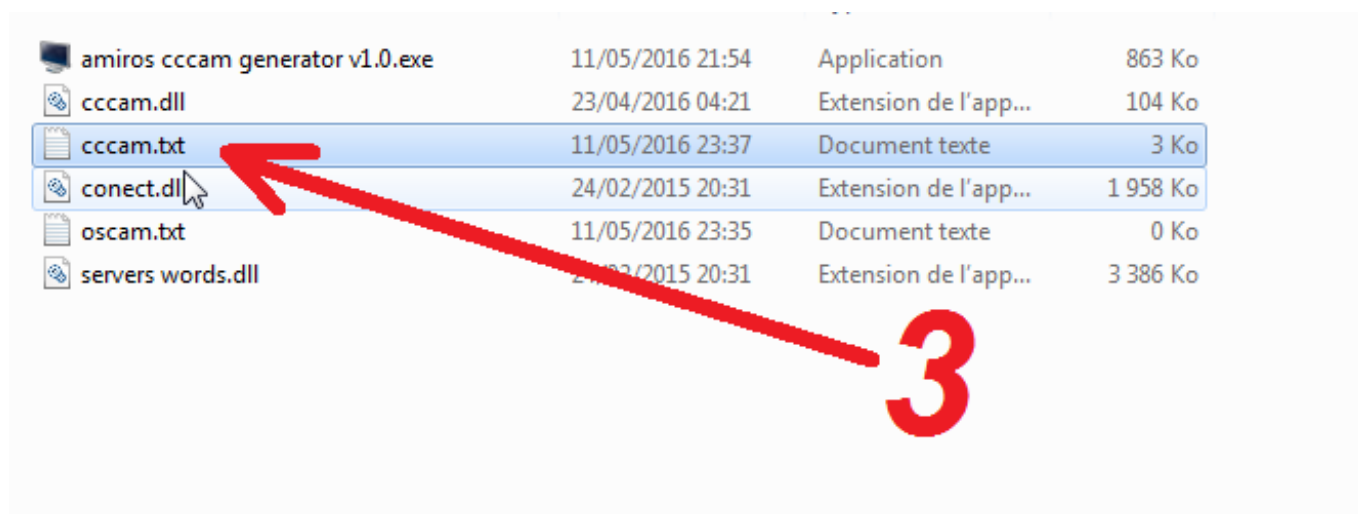 amiros cccam generator v1.0.exe 11/05/2016 21:54 Application 863 Ko
cccam.dll 23/04/2016 04:21 Extension de l'app... 104 Ko
cccam.txt 11/05/2016 23:37 Document texte 3 Ko
conect.dll 24/02/2015 20:31 Extension de l'app... 1 958 Ko
oscam.txt 11/05/2016 23:35 Document texte 0 Ko
servers words.dll 24/02/2015 20:31 Extension de l'app... 3 386 Ko
3